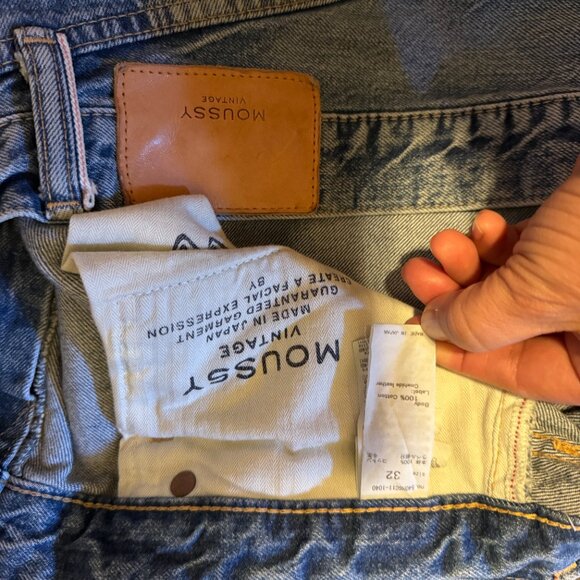 MOUSSY
VINTAGE
MOUSSY
VINTAGE
MADE IN JAPAN
GUARANTEED GARMENT
CREATE A FACIAL EXPRESSION
BY
size 32
Body:
100% Cotton
Label:
Cowhide leather
MADE IN JAPAN